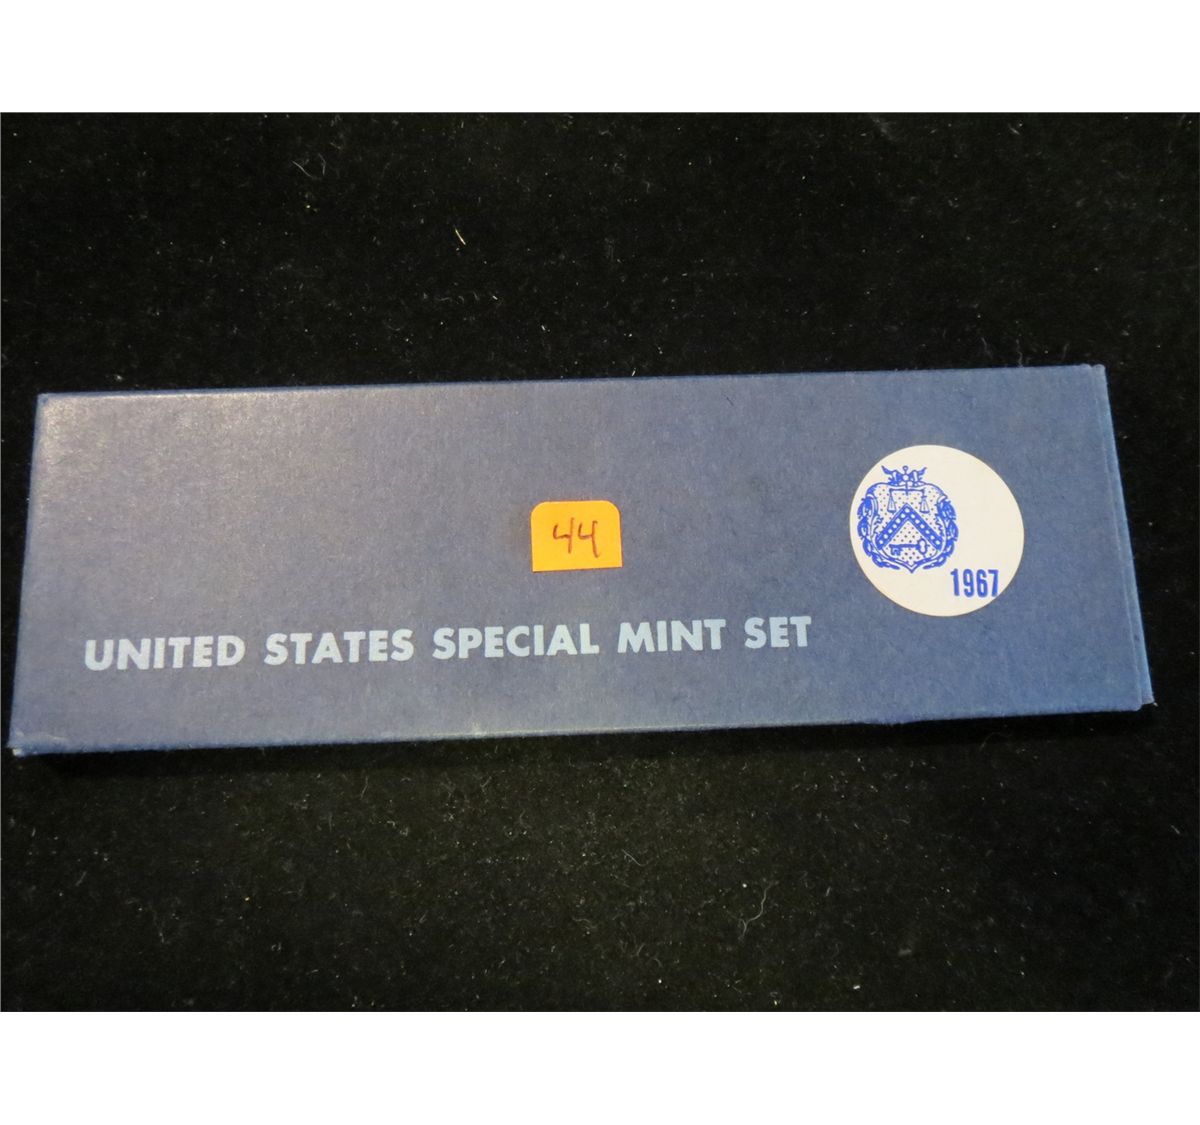 44
1967
UNITED STATES SPECIAL MINT SET